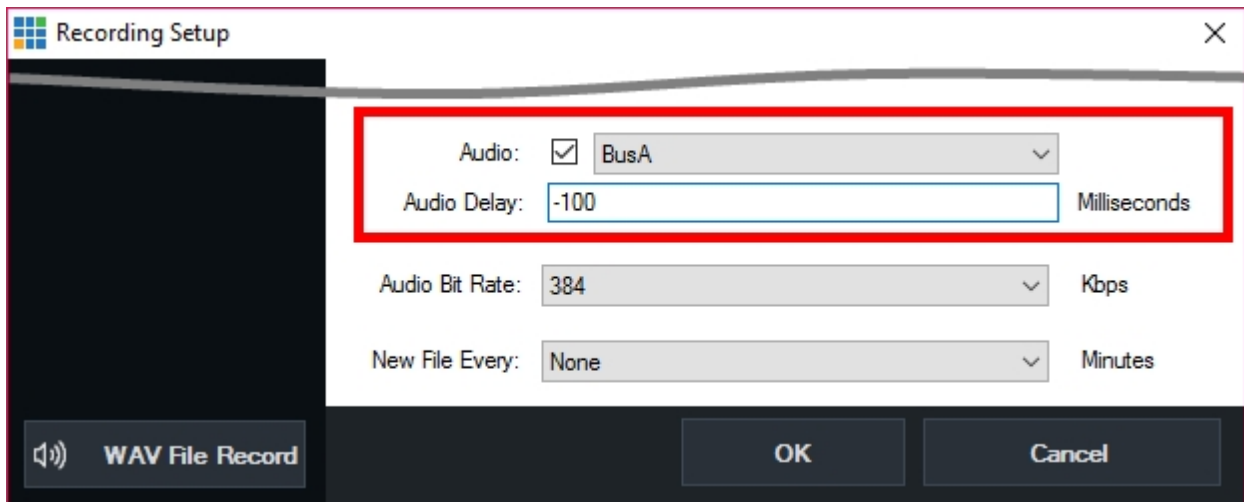 Recording Setup
Audio: BusA
Audio Delay: -100 Milliseconds
Audio Bit Rate: 384 Kbps
New File Every: None Minutes
WAV File Record OK Cancel